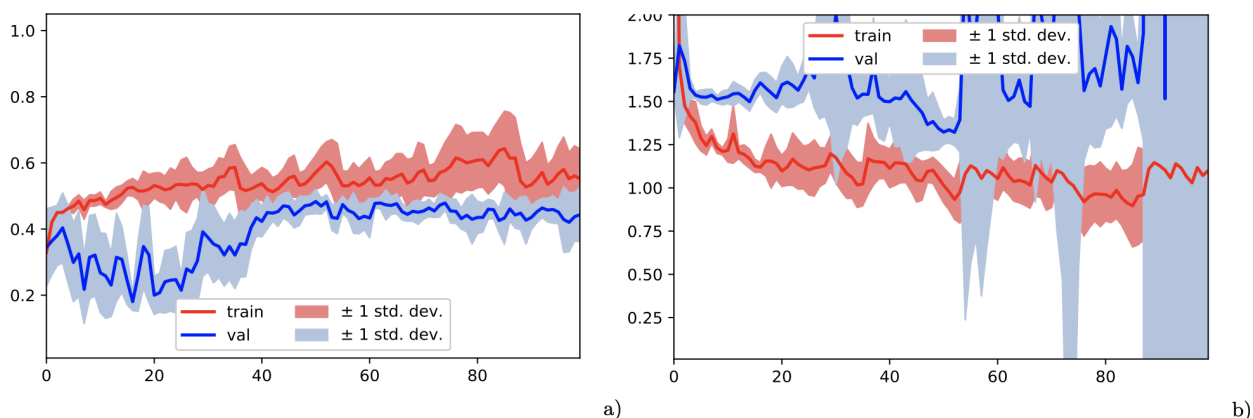 1.0
0.8
0.6
0.4
0.2
0 20 40 60 80
train ± 1 std. dev.
val ± 1 std. dev.
a)
2.00
1.75
1.50
1.25
1.00
0.75
0.50
0.25
0 20 40 60 80
train ± 1 std. dev.
val ± 1 std. dev.
b)